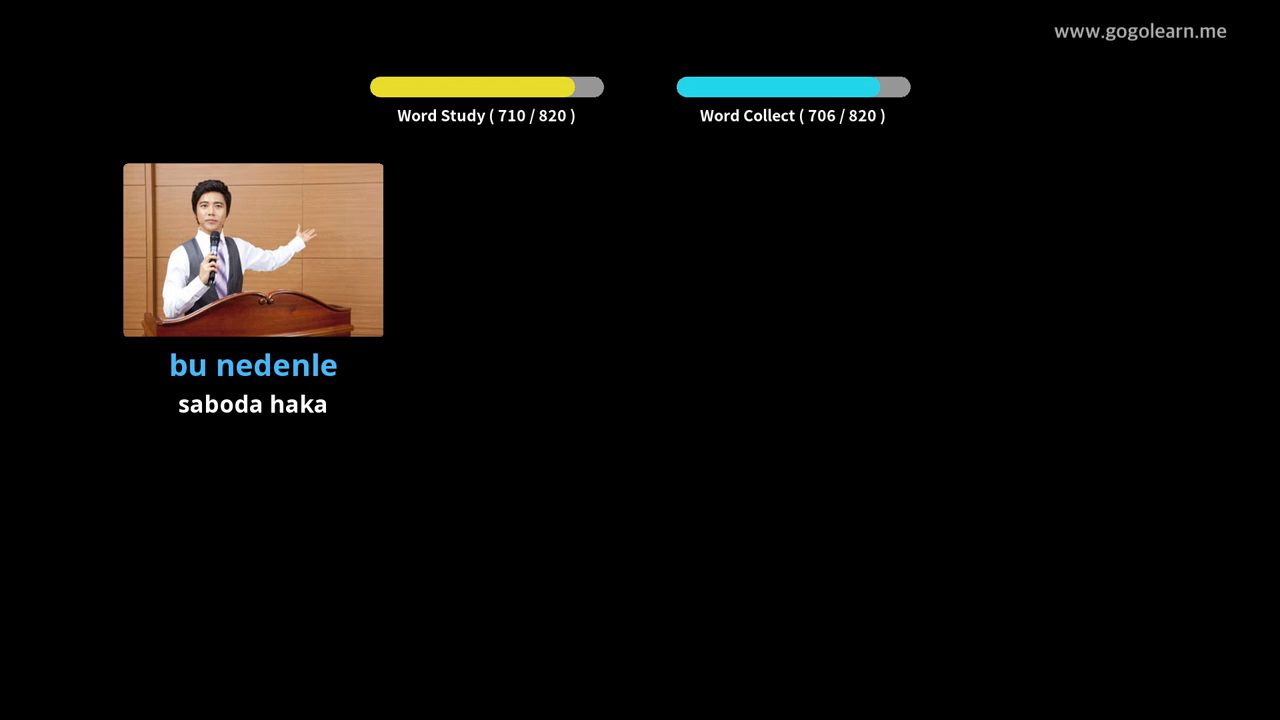 www.gogolearn.me
Word Study ( 710 / 820 )
Word Collect ( 706 / 820 )
bu nedenle
saboda haka